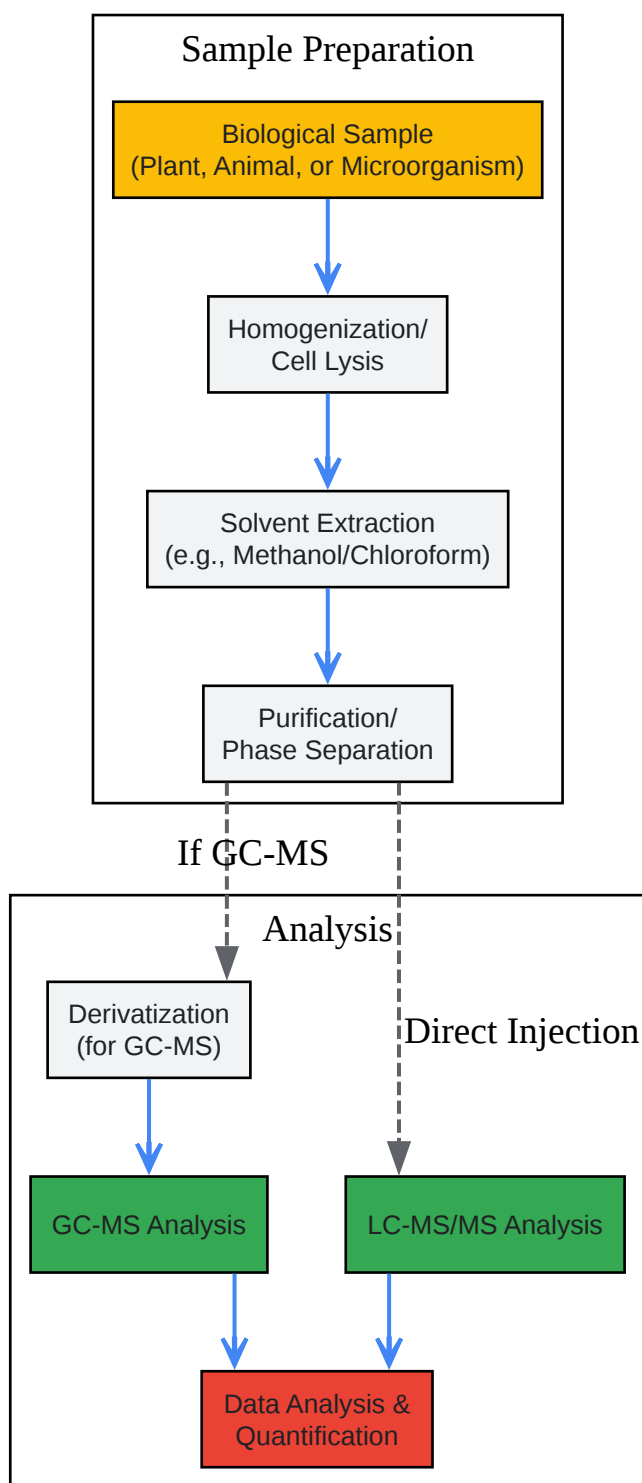 Sample Preparation
Biological Sample
(Plant, Animal, or Microorganism)
Homogenization/
Cell Lysis
Solvent Extraction
(e.g., Methanol/Chloroform)
Purification/
Phase Separation
If GC-MS
Analysis
Derivatization
(for GC-MS)
Direct Injection
GC-MS Analysis
LC-MS/MS Analysis
Data Analysis &
Quantification